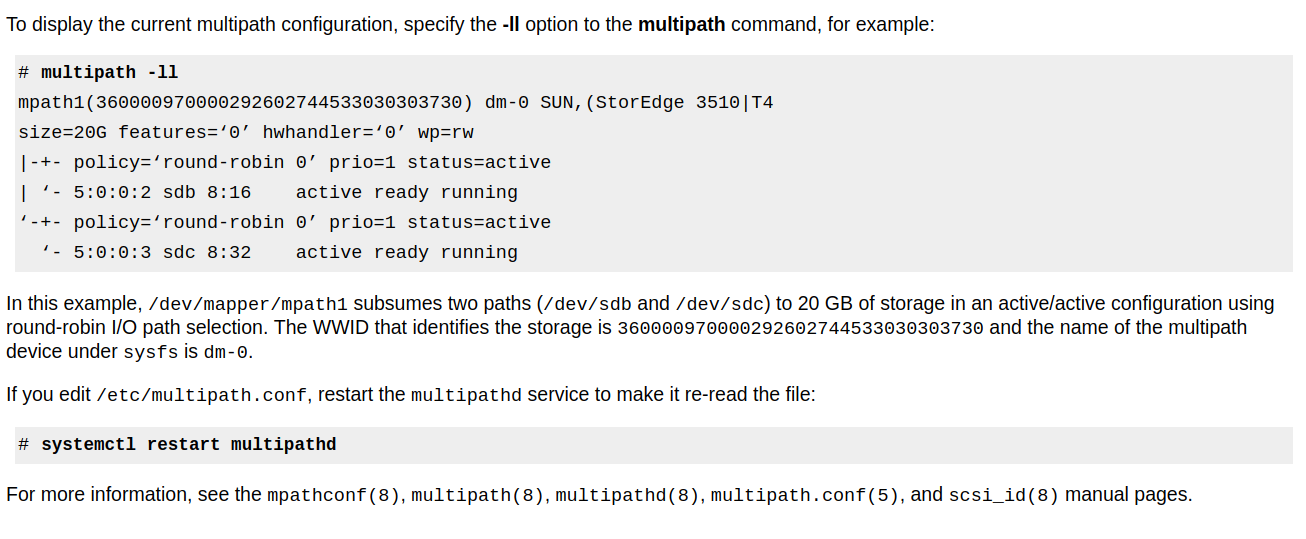 To display the current multipath configuration, specify the -ll option to the multipath command, for example:
# multipath -ll
mpath1(360000970000292602744533030303730) dm-0 SUN,(StorEdge 3510|T4
size=20G features=‘0’ hwhandler=‘0’ wp=rw
|-+- policy=‘round-robin 0’ prio=1 status=active
| ‘- 5:0:0:2 sdb 8:16    active ready running
‘-+- policy=‘round-robin 0’ prio=1 status=active
  ‘- 5:0:0:3 sdc 8:32    active ready running
In this example, /dev/mapper/mpath1 subsumes two paths (/dev/sdb and /dev/sdc) to 20 GB of storage in an active/active configuration using
round-robin I/O path selection. The WWID that identifies the storage is 360000970000292602744533030303730 and the name of the multipath
device under sysfs is dm-0.
If you edit /etc/multipath.conf, restart the multipathd service to make it re-read the file:
# systemctl restart multipathd
For more information, see the mpathconf(8), multipath(8), multipathd(8), multipath.conf(5), and scsi_id(8) manual pages.